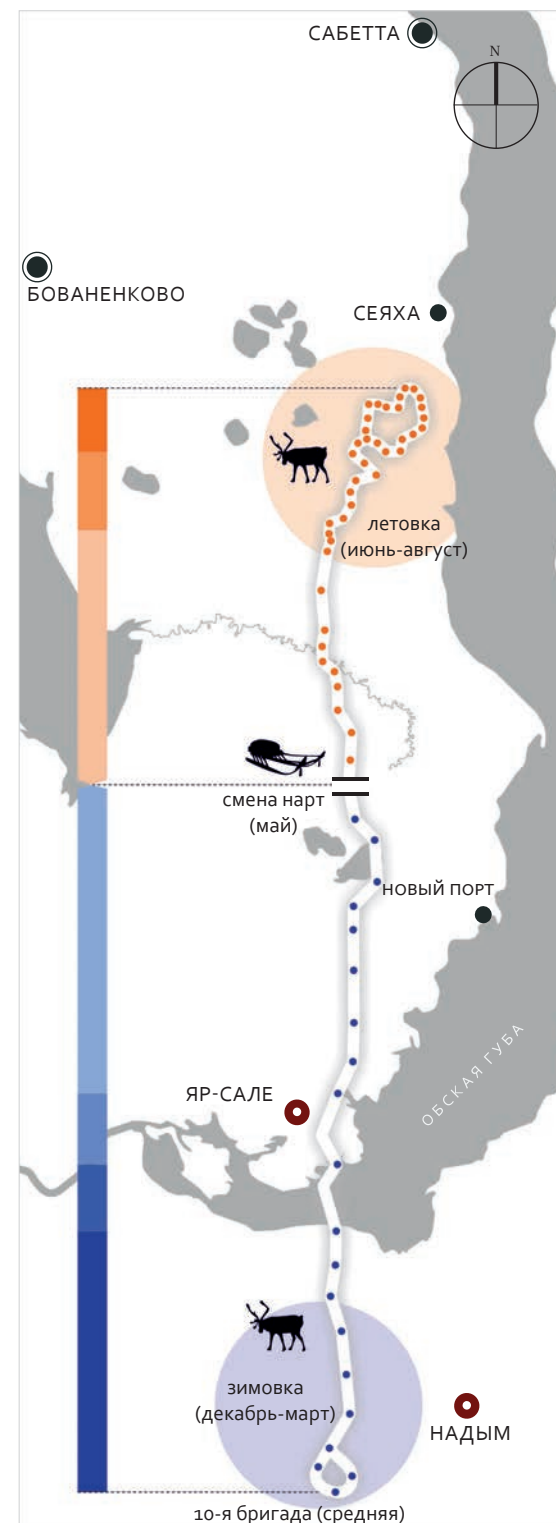 САБЕТТА
N
БОВАНЕНКОВО
СЕЯХА
летовка
(июнь-август)
смена нарт
(май)
НОВЫЙ ПОРТ
ОБСКАЯ ГУБА
ЯР-САЛЕ
зимовка
(декабрь-март)
НАДЫМ
10-я бригада (средняя)